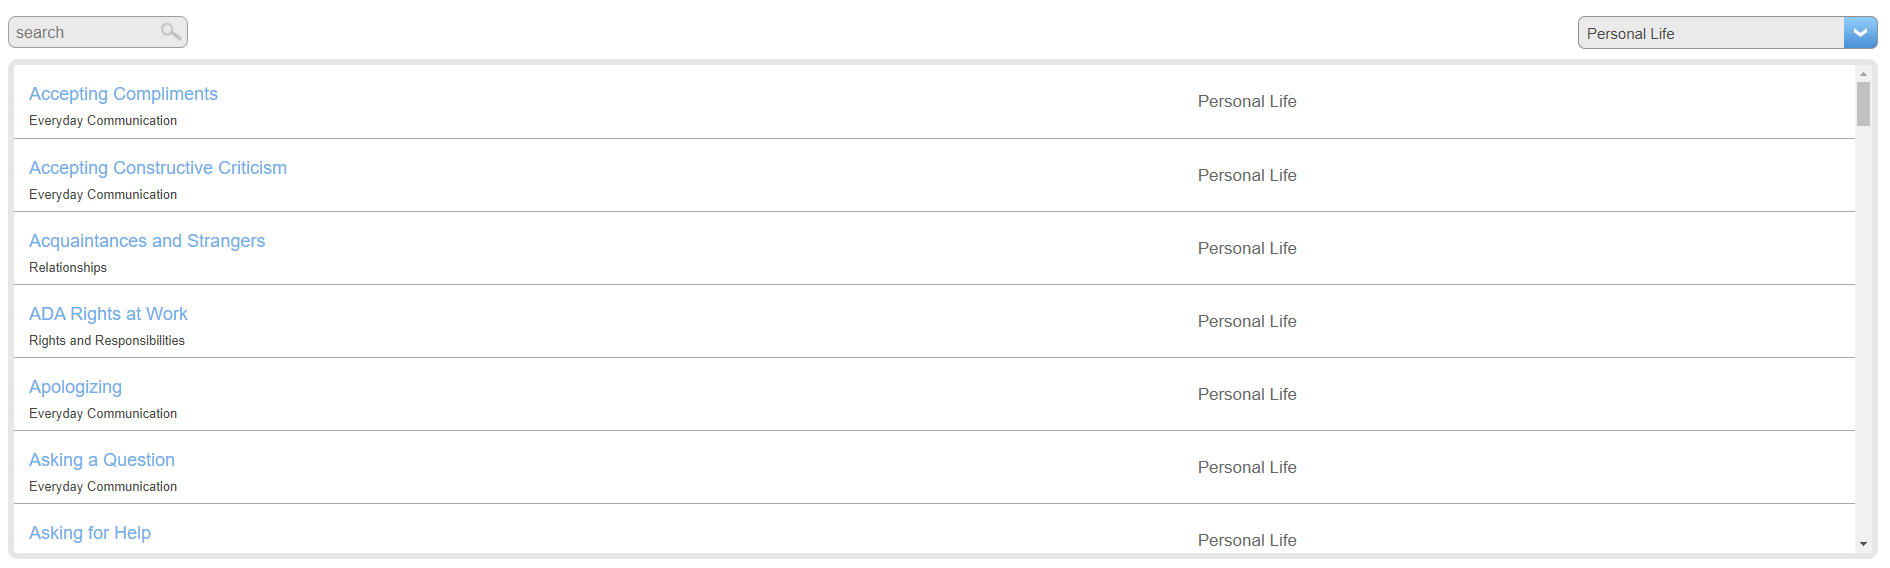 search
Personal Life
Accepting Compliments
Personal Life
Everyday Communication
Accepting Constructive Criticism
Personal Life
Everyday Communication
Acquaintances and Strangers
Personal Life
Relationships
ADA Rights at Work
Personal Life
Rights and Responsibilities
Apologizing
Personal Life
Everyday Communication
Asking a Question
Personal Life
Everyday Communication
Asking for Help
Personal Life